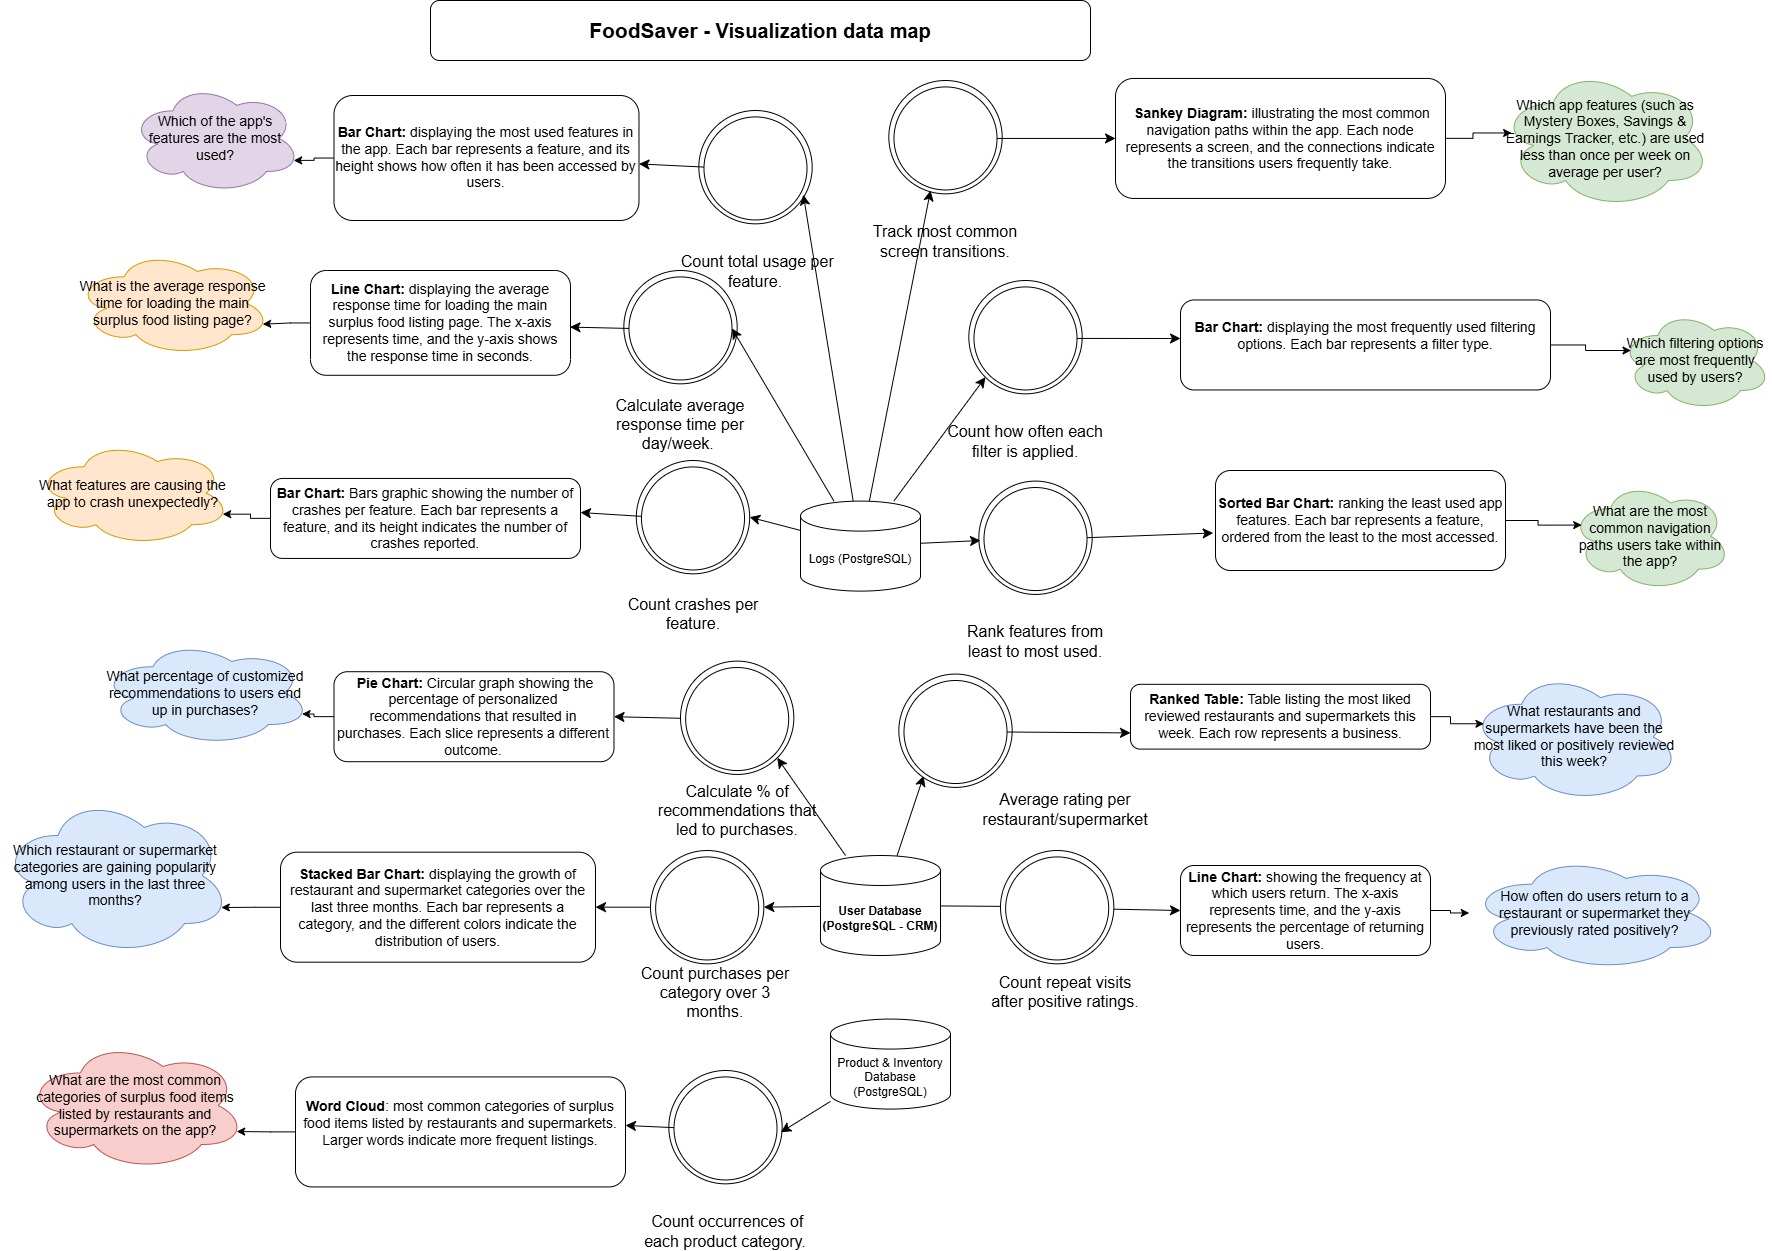 FoodSaver - Visualization data map
Which of the app's
features are the most
used?
Bar Chart: displaying the most used features in
the app. Each bar represents a feature, and its
height shows how often it has been accessed by
users.
Count total usage per
feature.
Track most common
screen transitions.
Sankey Diagram: illustrating the most common
navigation paths within the app. Each node
represents a screen, and the connections indicate
the transitions users frequently take.
Which app features (such as
Mystery Boxes, Savings &
Earnings Tracker, etc.) are used
less than once per week on
average per user?
What is the average response
time for loading the main
surplus food listing page?
Line Chart: displaying the average
response time for loading the main
surplus food listing page. The x-axis
represents time, and the y-axis shows
the response time in seconds.
Calculate average
response time per
day/week.
Count how often each
filter is applied.
Bar Chart: displaying the most frequently used filtering
options. Each bar represents a filter type.
Which filtering options
are most frequently
used by users?
What features are causing the
app to crash unexpectedly?
Bar Chart: Bars graphic showing the number of
crashes per feature. Each bar represents a
feature, and its height indicates the number of
crashes reported.
Count crashes per
feature.
Logs (PostgreSQL)
Rank features from
least to most used.
Sorted Bar Chart: ranking the least used app
features. Each bar represents a feature,
ordered from the least to the most accessed.
What are the most
common navigation
paths users take within
the app?
What percentage of customized
recommendations to users end
up in purchases?
Pie Chart: Circular graph showing the
percentage of personalized
recommendations that resulted in
purchases. Each slice represents a different
outcome.
Calculate % of
recommendations that
led to purchases.
Average rating per
restaurant/supermarket
Ranked Table: Table listing the most liked
reviewed restaurants and supermarkets this
week. Each row represents a business.
What restaurants and
supermarkets have been the
most liked or positively reviewed
this week?
Which restaurant or supermarket
categories are gaining popularity
among users in the last three
months?
Stacked Bar Chart: displaying the growth of
restaurant and supermarket categories over the
last three months. Each bar represents a
category, and the different colors indicate the
distribution of users.
Count purchases per
category over 3
months.
User Database
(PostgreSQL - CRM)
Count repeat visits
after positive ratings.
Line Chart: showing the frequency at
which users return. The x-axis
represents time, and the y-axis
represents the percentage of returning
users.
How often do users return to a
restaurant or supermarket they
previously rated positively?
What are the most common
categories of surplus food items
listed by restaurants and
supermarkets on the app?
Word Cloud: most common categories of surplus
food items listed by restaurants and supermarkets.
Larger words indicate more frequent listings.
Count occurrences of
each product category.
Product & Inventory
Database
(PostgreSQL)